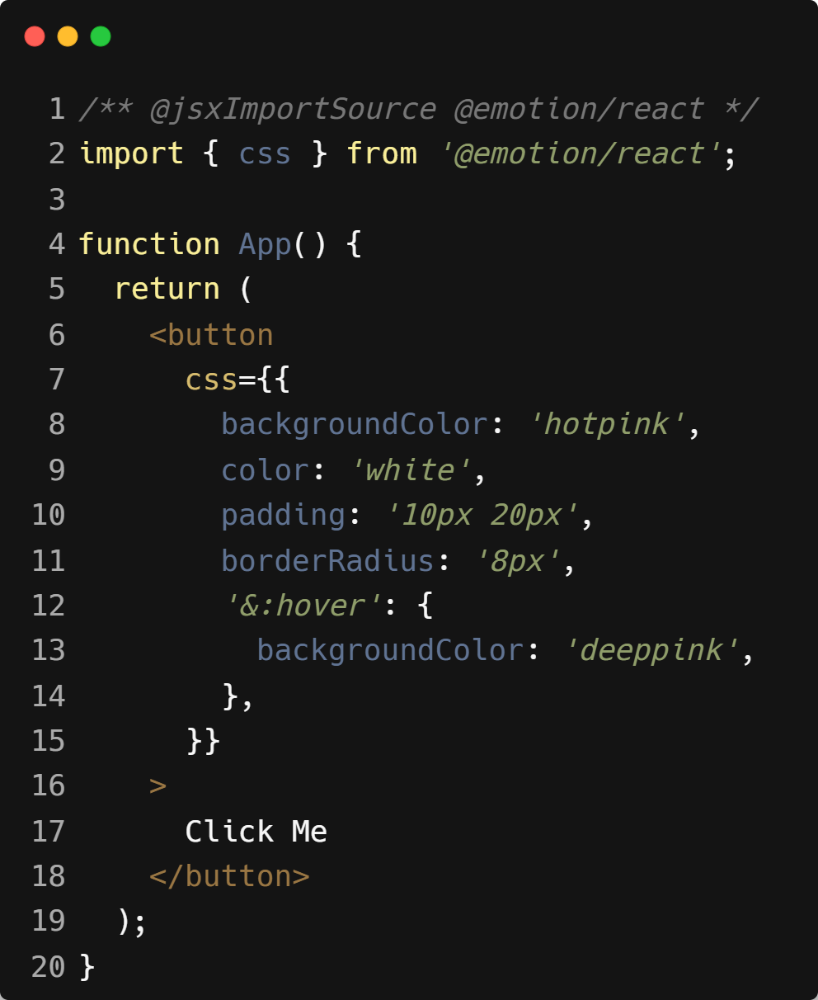 1 /** @jsxImportSource @emotion/react */
2 import { css } from '@emotion/react';
3
4 function App() {
5   return (
6     <button
7       css={{
8         backgroundColor: 'hotpink',
9         color: 'white',
10         padding: '10px 20px',
11         borderRadius: '8px',
12         '&:hover': {
13           backgroundColor: 'deeppink',
14         },
15       }}
16     >
17       Click Me
18     </button>
19   );
20 }